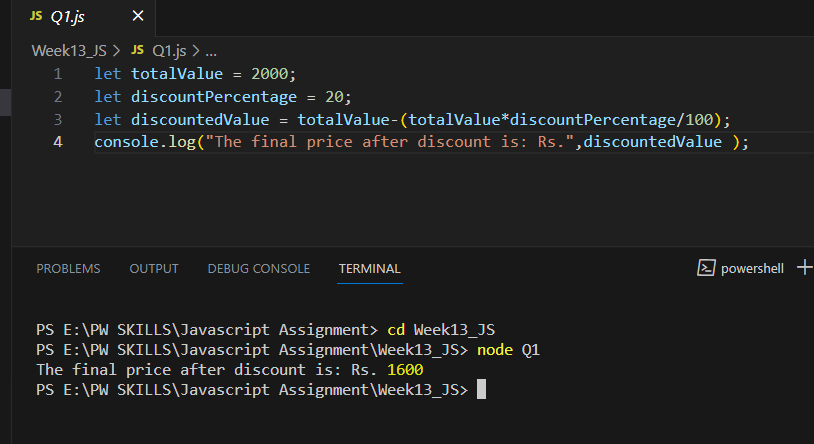 JS Q1.js ×
Week13_JS > JS Q1.js > ...
1 let totalValue = 2000;
2 let discountPercentage = 20;
3 let discountedValue = totalValue-(totalValue*discountPercentage/100);
4 console.log("The final price after discount is: Rs.",discountedValue );
PROBLEMS OUTPUT DEBUG CONSOLE TERMINAL powershell +
PS E:\PW SKILLS\Javascript Assignment> cd Week13_JS
PS E:\PW SKILLS\Javascript Assignment\Week13_JS> node Q1
The final price after discount is: Rs. 1600
PS E:\PW SKILLS\Javascript Assignment\Week13_JS>